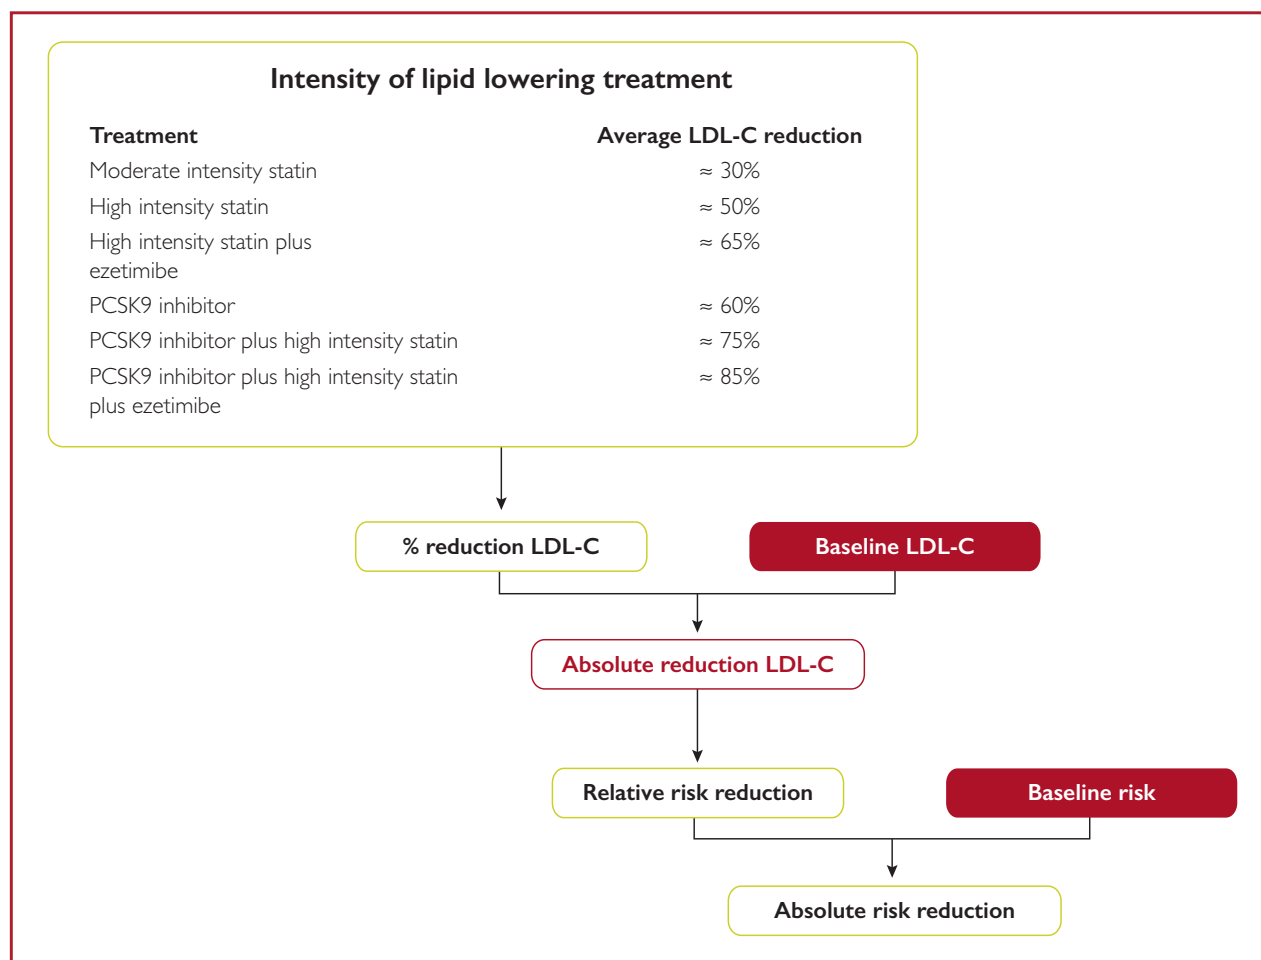 Intensity of lipid lowering treatment
Treatment Average LDL-C reduction
Moderate intensity statin ≈ 30%
High intensity statin ≈ 50%
High intensity statin plus ≈ 65%
ezetimibe
PCSK9 inhibitor ≈ 60%
PCSK9 inhibitor plus high intensity statin ≈ 75%
PCSK9 inhibitor plus high intensity statin ≈ 85%
plus ezetimibe
% reduction LDL-C Baseline LDL-C
Absolute reduction LDL-C
Relative risk reduction Baseline risk
Absolute risk reduction